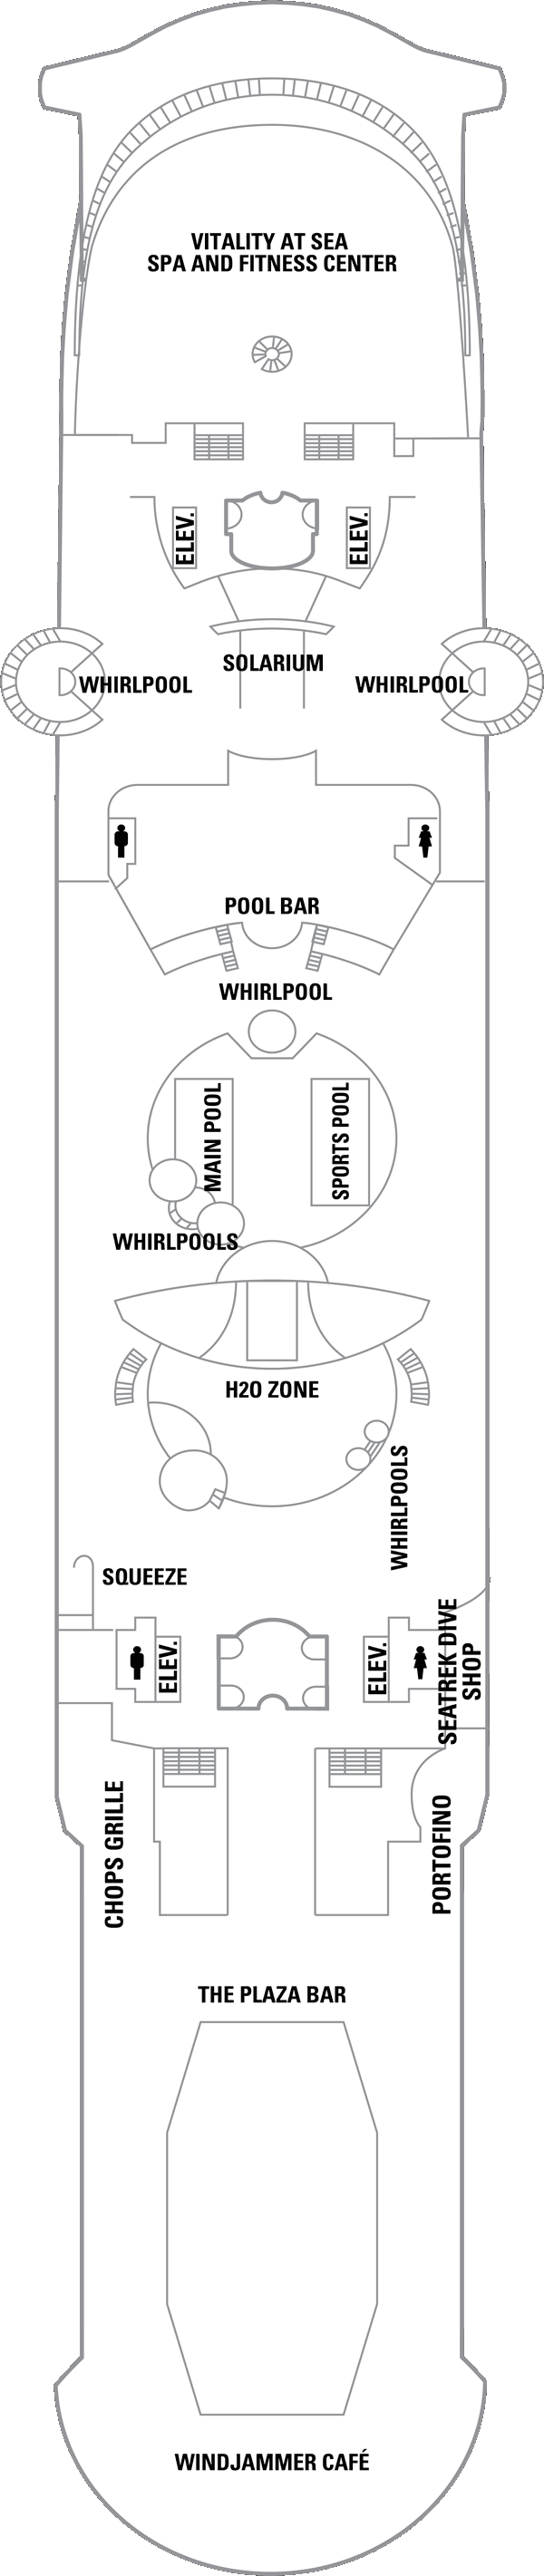 VITALITY AT SEA
SPA AND FITNESS CENTER
ELEV.
ELEV.
SOLARIUM
WHIRLPOOL
WHIRLPOOL
POOL BAR
WHIRLPOOL
MAIN POOL
SPORTS POOL
WHIRLPOOLS
H2O ZONE
WHIRLPOOLS
SQUEEZE
ELEV.
ELEV.
SEATREK DIVE
SHOP
CHOPS GRILLE
PORTOFINO
THE PLAZA BAR
WINDJAMMER CAFÉ